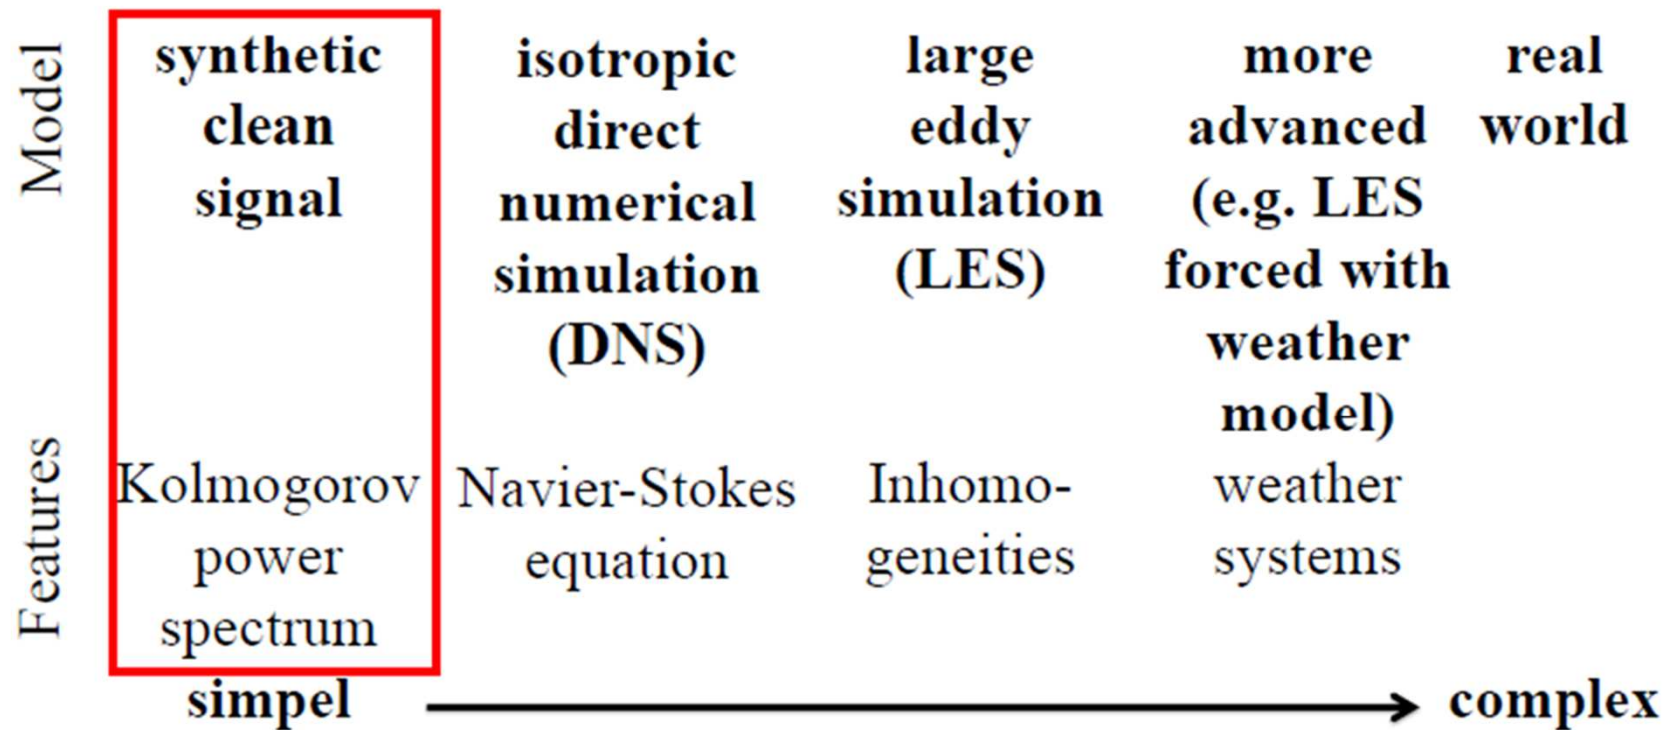 Model
synthetic
clean
signal
isotropic
direct
numerical
simulation
(DNS)
large
eddy
simulation
(LES)
more
advanced
(e.g. LES
forced with
weather
model)
real
world
Features
Kolmogorov
power
spectrum
Navier-Stokes
equation
Inhomo-
geneities
weather
systems
simpel
complex